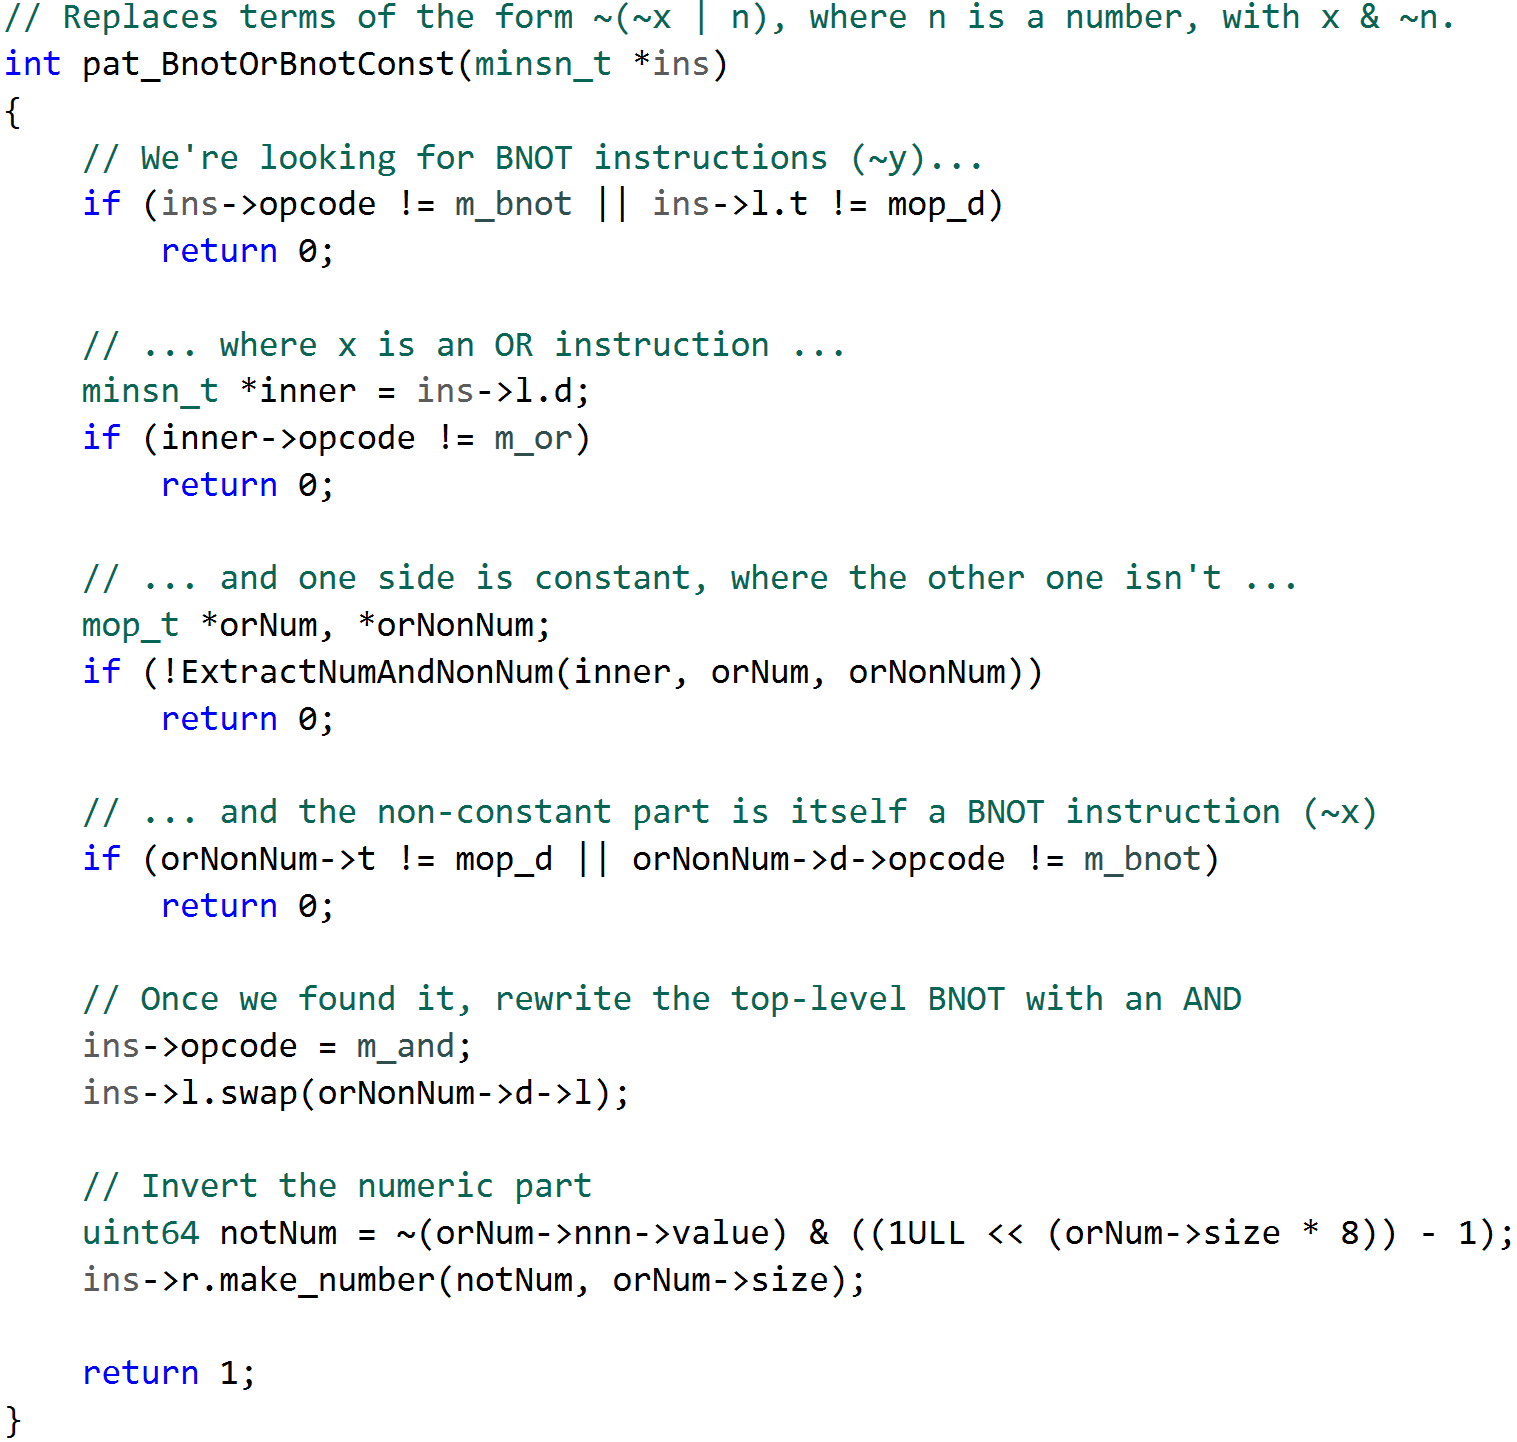 // Replaces terms of the form ~(~x | n), where n is a number, with x & ~n.
int pat_BnotOrBnotConst(minsn_t *ins)
{
    // We're looking for BNOT instructions (~y)...
    if (ins->opcode != m_bnot || ins->l.t != mop_d)
        return 0;

    // ... where x is an OR instruction ...
    minsn_t *inner = ins->l.d;
    if (inner->opcode != m_or)
        return 0;

    // ... and one side is constant, where the other one isn't ...
    mop_t *orNum, *orNonNum;
    if (!ExtractNumAndNonNum(inner, orNum, orNonNum))
        return 0;

    // ... and the non-constant part is itself a BNOT instruction (~x)
    if (orNonNum->t != mop_d || orNonNum->d->opcode != m_bnot)
        return 0;

    // Once we found it, rewrite the top-level BNOT with an AND
    ins->opcode = m_and;
    ins->l.swap(orNonNum->d->l);

    // Invert the numeric part
    uint64 notNum = ~(orNum->nnn->value) & ((1ULL << (orNum->size * 8)) - 1);
    ins->r.make_number(notNum, orNum->size);

    return 1;
}